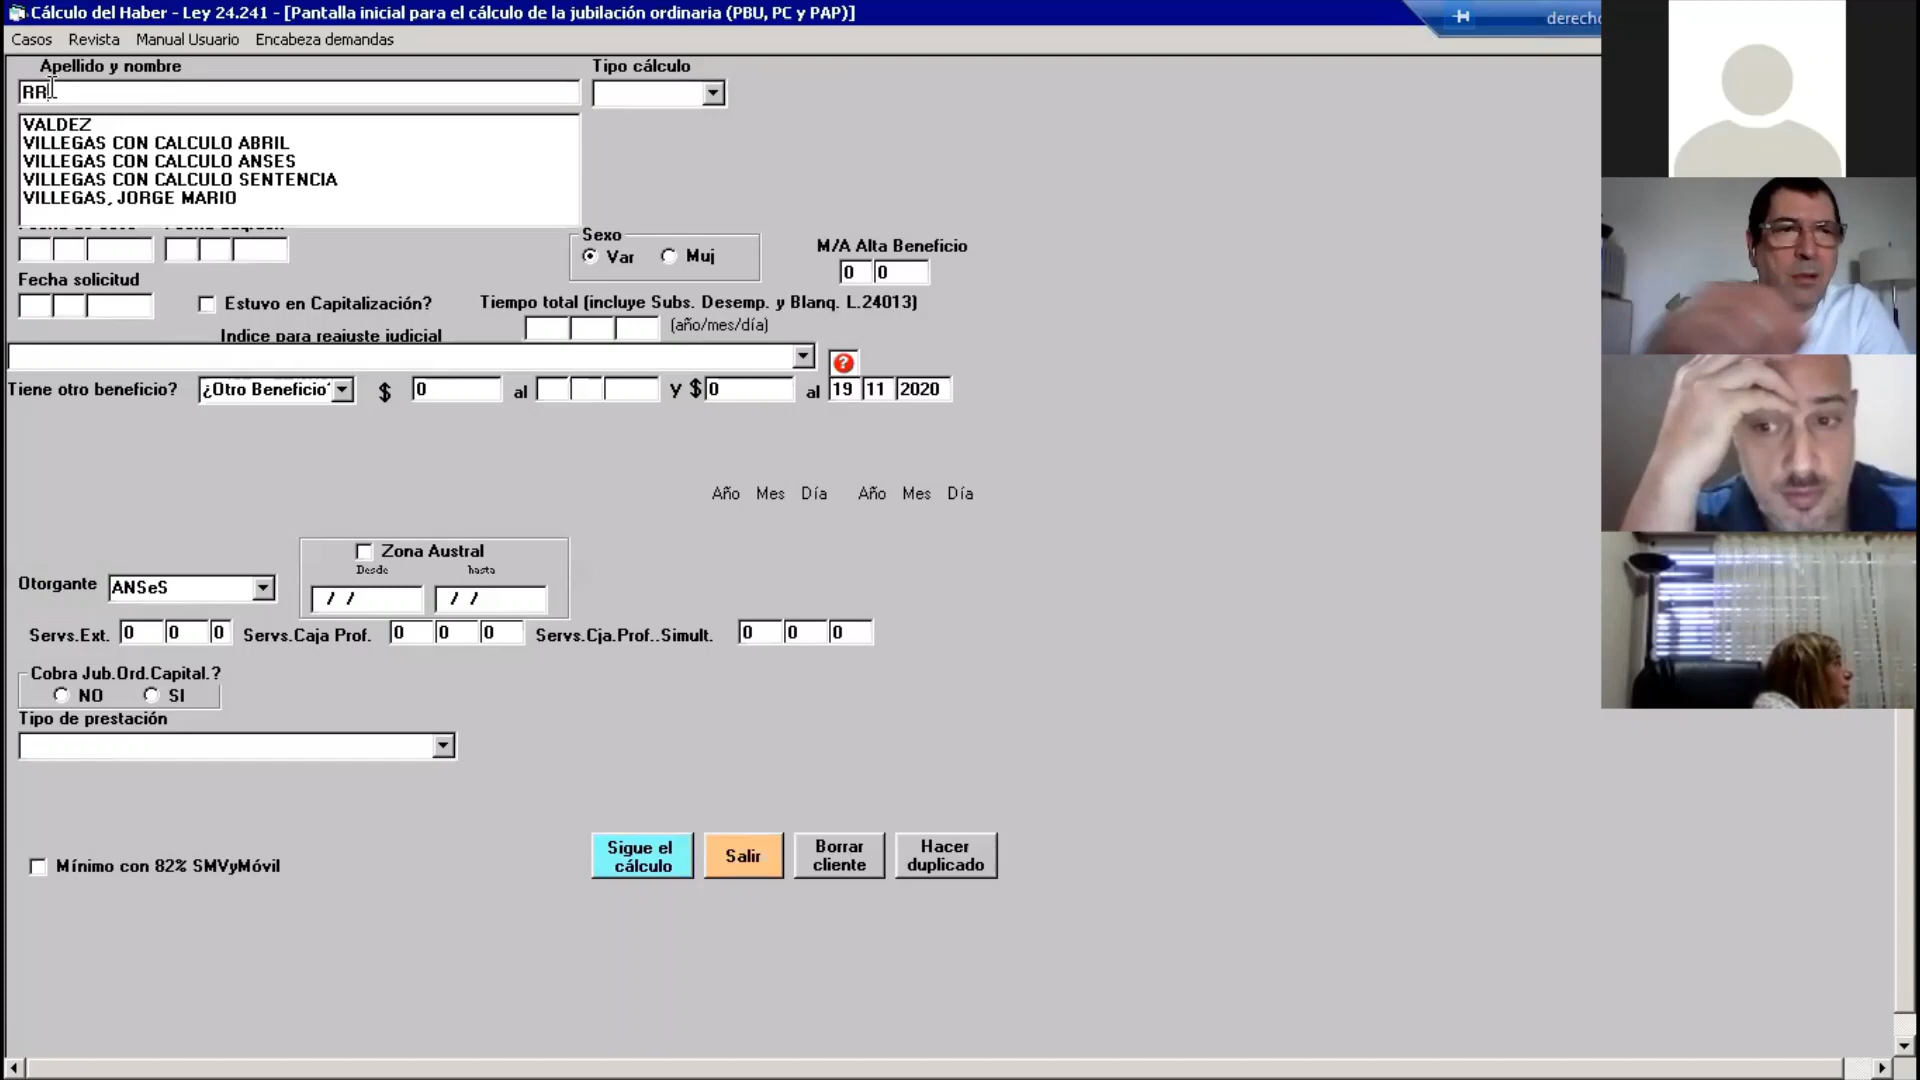 Cálculo del Haber - Ley 24.241 - [Pantalla inicial para el cálculo de la jubilación ordinaria (PBU, PC y PAP)]
derecho
Casos Revista Manual Usuario Encabeza demandas
Apellido y nombre
Tipo cálculo
RR
VALDEZ
VILLEGAS CON CALCULO ABRIL
VILLEGAS CON CALCULO ANSES
VILLEGAS CON CALCULO SENTENCIA
VILLEGAS, JORGE MARIO
Sexo
Var Muj
M/A Alta Beneficio
0 0
Fecha solicitud
Estuvo en Capitalización?
Tiempo total (incluye Subs. Desemp. y Blanq. L.24013)
(año/mes/día)
Indice para reajuste judicial
?
Tiene otro beneficio? ¿Otro Beneficio $ 0 al y $ 0 al 19 11 2020
Año Mes Día Año Mes Día
Zona Austral
Desde hasta
/ / / /
Otorgante ANSeS
Servs.Ext. 0 0 0 Servs.Caja Prof. 0 0 0 Servs.Cja.Prof..Simult. 0 0 0
Cobra Jub.Ord.Capital.?
NO SI
Tipo de prestación
Mínimo con 82% SMVyMóvil
Sigue el cálculo
Salir
Borrar cliente
Hacer duplicado